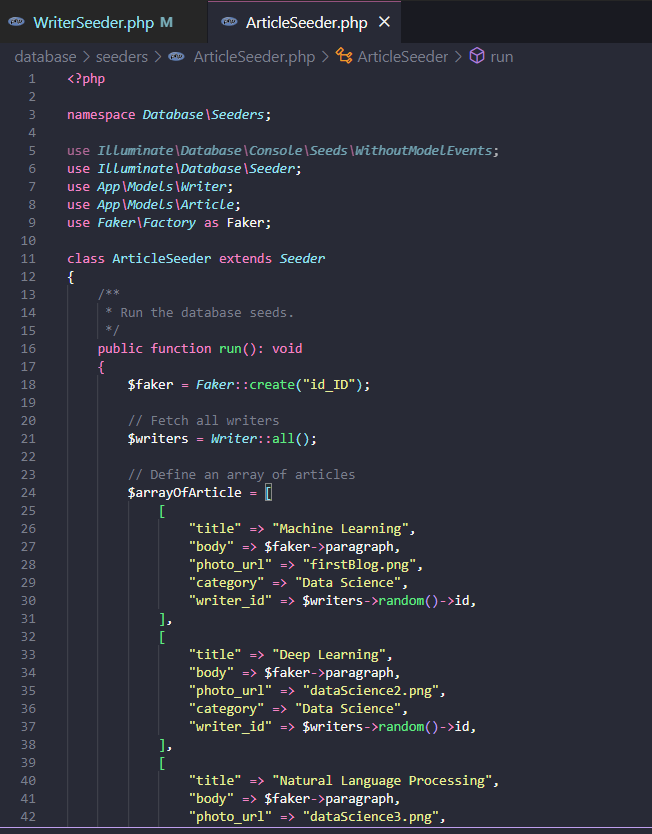 WriterSeeder.php M
ArticleSeeder.php ×
database > seeders > ArticleSeeder.php > ArticleSeeder > run
1 <?php
2
3 namespace Database\Seeders;
4
5 use Illuminate\Database\Console\Seeds\WithoutModelEvents;
6 use Illuminate\Database\Seeder;
7 use App\Models\Writer;
8 use App\Models\Article;
9 use Faker\Factory as Faker;
10
11 class ArticleSeeder extends Seeder
12 {
13 /**
14 * Run the database seeds.
15 */
16 public function run(): void
17 {
18 $faker = Faker::create("id_ID");
19
20 // Fetch all writers
21 $writers = Writer::all();
22
23 // Define an array of articles
24 $arrayOfArticle = [
25 [
26 "title" => "Machine Learning",
27 "body" => $faker->paragraph,
28 "photo_url" => "firstBlog.png",
29 "category" => "Data Science",
30 "writer_id" => $writers->random()->id,
31 ],
32 [
33 "title" => "Deep Learning",
34 "body" => $faker->paragraph,
35 "photo_url" => "dataScience2.png",
36 "category" => "Data Science",
37 "writer_id" => $writers->random()->id,
38 ],
39 [
40 "title" => "Natural Language Processing",
41 "body" => $faker->paragraph,
42 "photo_url" => "dataScience3.png",